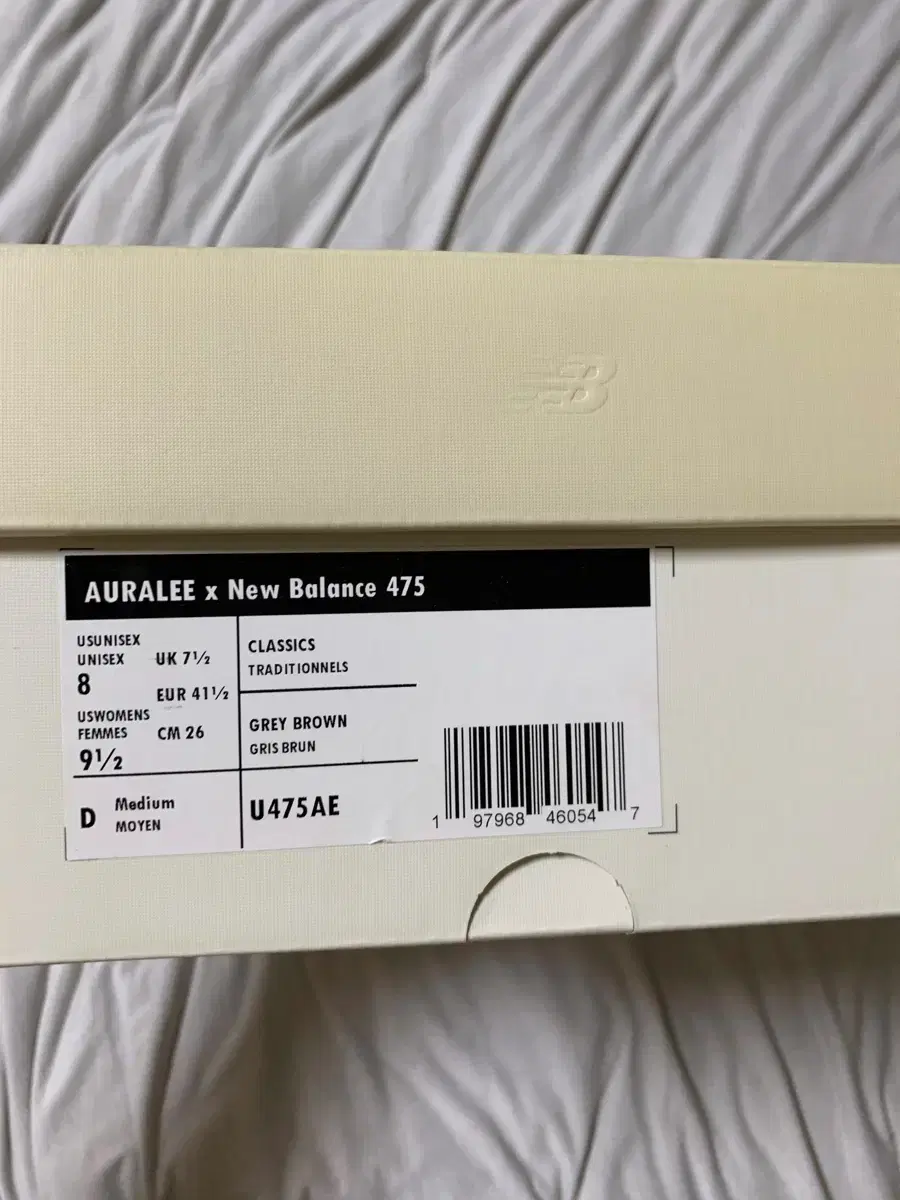 NB
AURALEE x New Balance 475
USUNISEX
UNISEX
8
USWOMENS
FEMMES
9½
UK 7½
EUR 41½
CM 26
D Medium
MOYEN
CLASSICS
TRADITIONNELS
GREY BROWN
GRIS BRUN
U475AE
1 97968 46054 7